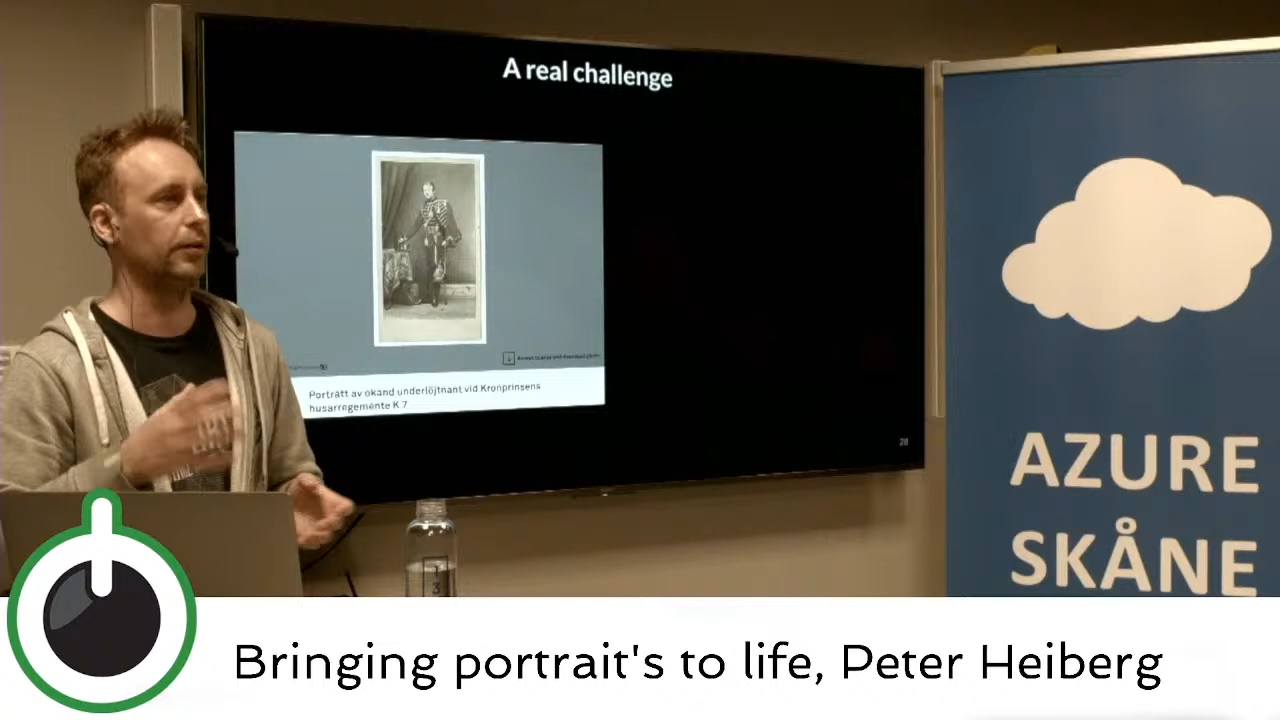 A real challenge
Porträtt av okänd underlöjtnant vid Kronprinsens
husarregemente K 7
28
AZURE
SKÅNE
13
Bringing portrait's to life, Peter Heiberg